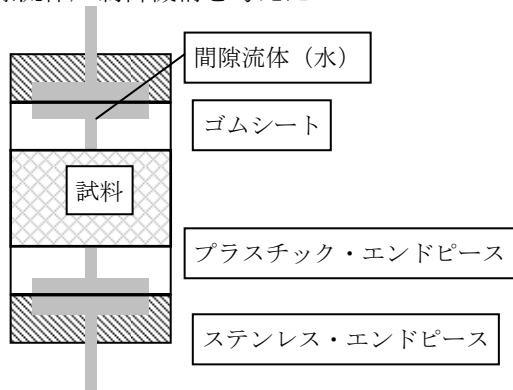 間隙流体（水）
ゴムシート
試料
プラスチック・エンドピース
ステンレス・エンドピース